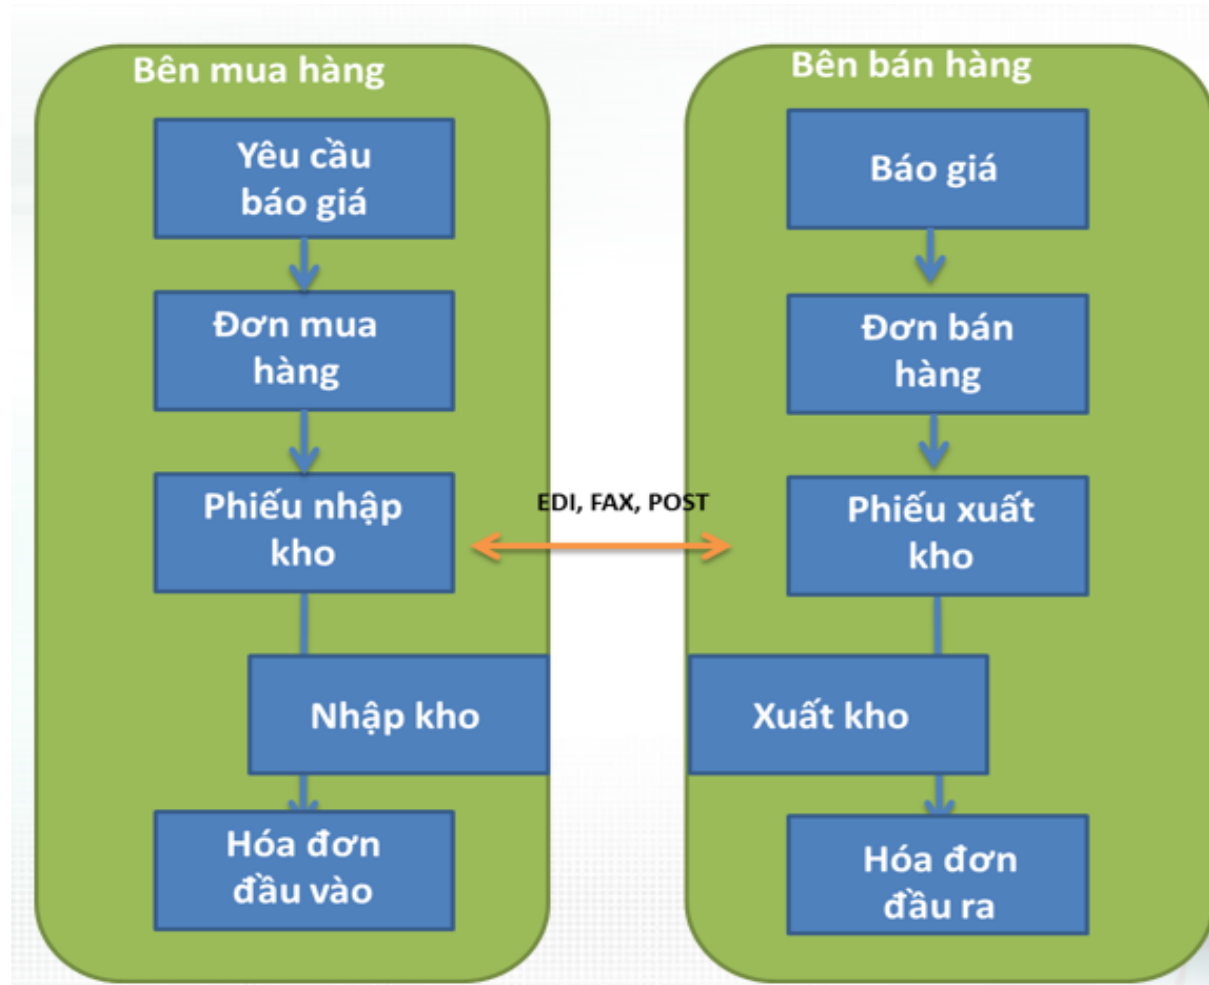 Bên mua hàng
Yêu cầu
báo giá
Đơn mua
hàng
Phiếu nhập
kho
Nhập kho
Hóa đơn
đầu vào
EDI, FAX, POST
Bên bán hàng
Báo giá
Đơn bán
hàng
Phiếu xuất
kho
Xuất kho
Hóa đơn
đầu ra